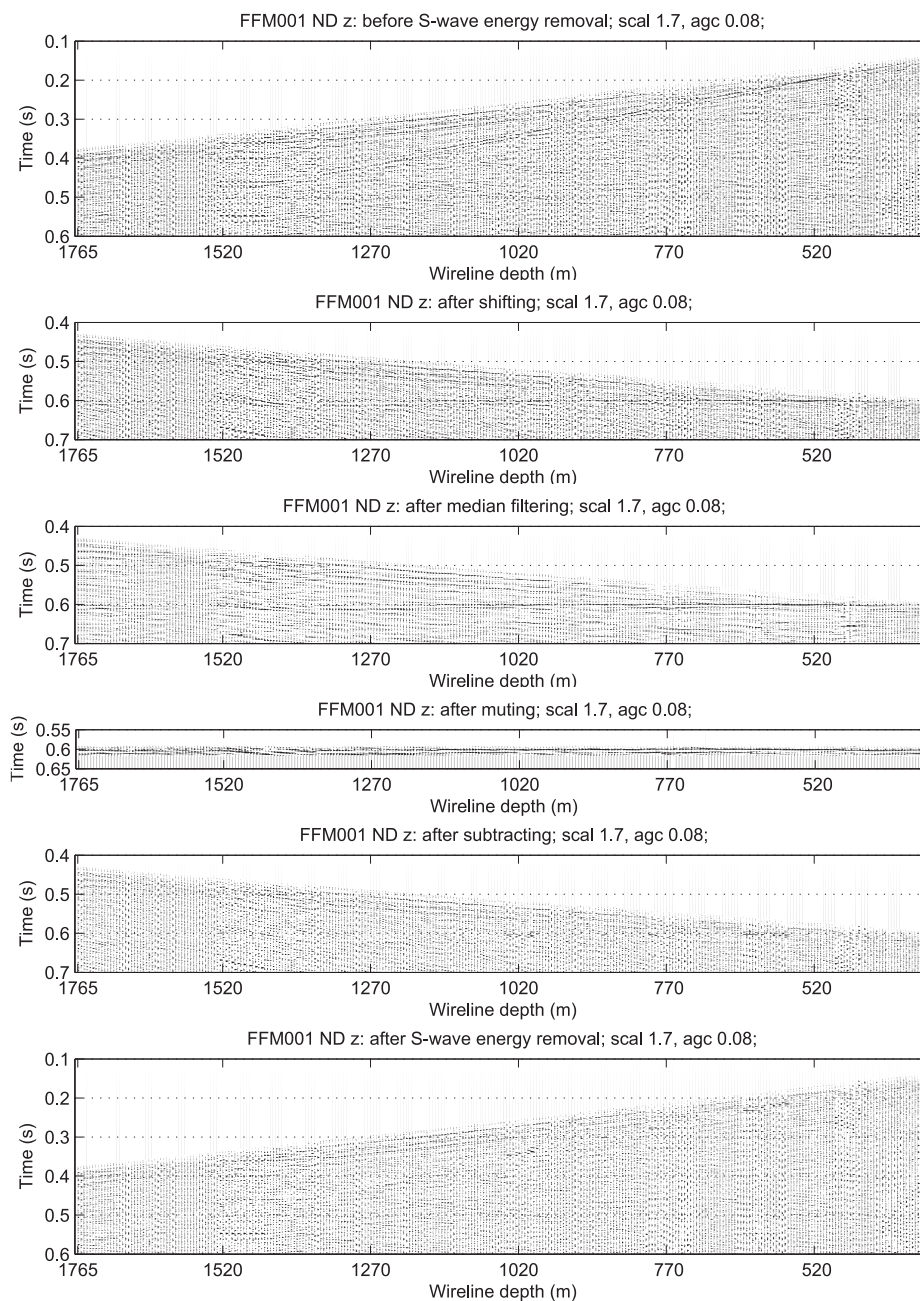 FFM001 ND z: before S-wave energy removal; scal 1.7, agc 0.08;
0.1
0.2
0.3
0.4
0.5
0.6
Time (s)
1765 1520 1270 1020 770 520
Wireline depth (m)
FFM001 ND z: after shifting; scal 1.7, agc 0.08;
0.4
0.5
0.6
0.7
Time (s)
1765 1520 1270 1020 770 520
Wireline depth (m)
FFM001 ND z: after median filtering; scal 1.7, agc 0.08;
0.4
0.5
0.6
0.7
Time (s)
1765 1520 1270 1020 770 520
Wireline depth (m)
FFM001 ND z: after muting; scal 1.7, agc 0.08;
0.55
0.6
0.65
Time (s)
1765 1520 1270 1020 770 520
Wireline depth (m)
FFM001 ND z: after subtracting; scal 1.7, agc 0.08;
0.4
0.5
0.6
0.7
Time (s)
1765 1520 1270 1020 770 520
Wireline depth (m)
FFM001 ND z: after S-wave energy removal; scal 1.7, agc 0.08;
0.1
0.2
0.3
0.4
0.5
0.6
Time (s)
1765 1520 1270 1020 770 520
Wireline depth (m)